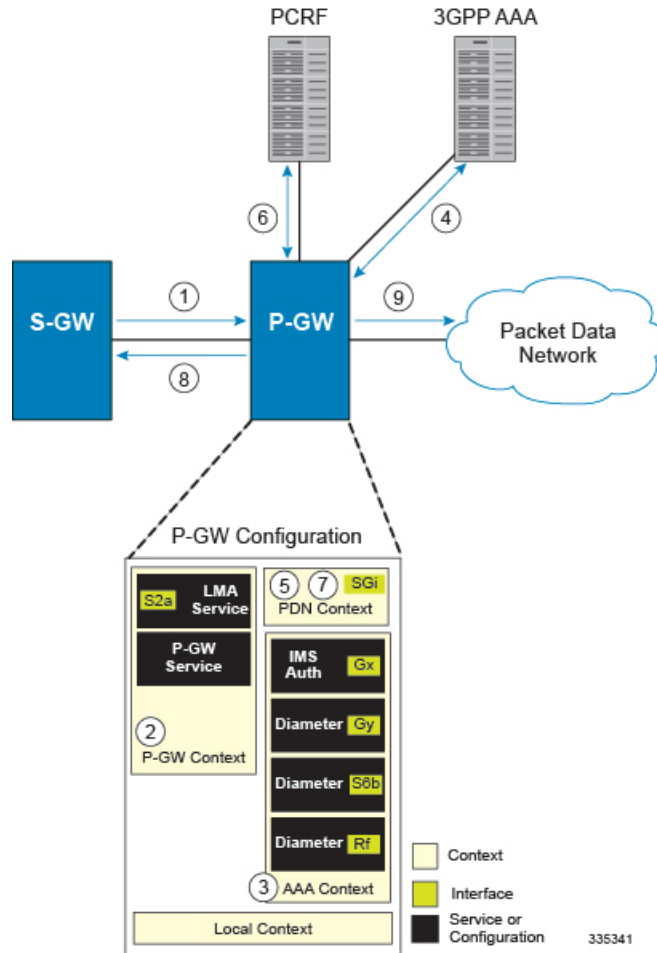 PCRF
3GPP AAA
6
4
S-GW
1
P-GW
9
Packet Data
Network
8
P-GW Configuration
S2a
LMA
Service
P-GW
Service
2
P-GW Context
5
7
SGi
PDN Context
IMS
Auth
Gx
Diameter
Gy
Diameter
S6b
Diameter
Rf
3
AAA Context
Local Context
Context
Interface
Service or
Configuration
335341